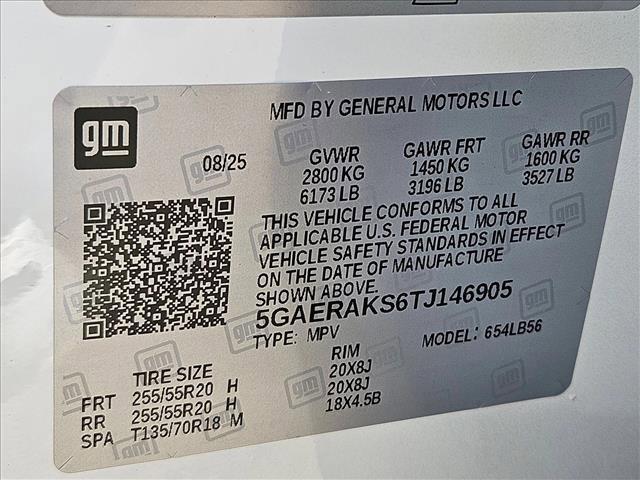 gm
MFD BY GENERAL MOTORS LLC
08/25
GVWR GAWR FRT GAWR RR
2800 KG 1450 KG 1600 KG
6173 LB 3196 LB 3527 LB
THIS VEHICLE CONFORMS TO ALL
APPLICABLE U.S. FEDERAL MOTOR
VEHICLE SAFETY STANDARDS IN EFFECT
ON THE DATE OF MANUFACTURE
SHOWN ABOVE.
5GAERAKS6TJ146905
TYPE: MPV MODEL: 654LB56
TIRE SIZE RIM
FRT 255/55R20 H 20X8J
RR 255/55R20 H 20X8J
SPA T135/70R18 M 18X4.5B